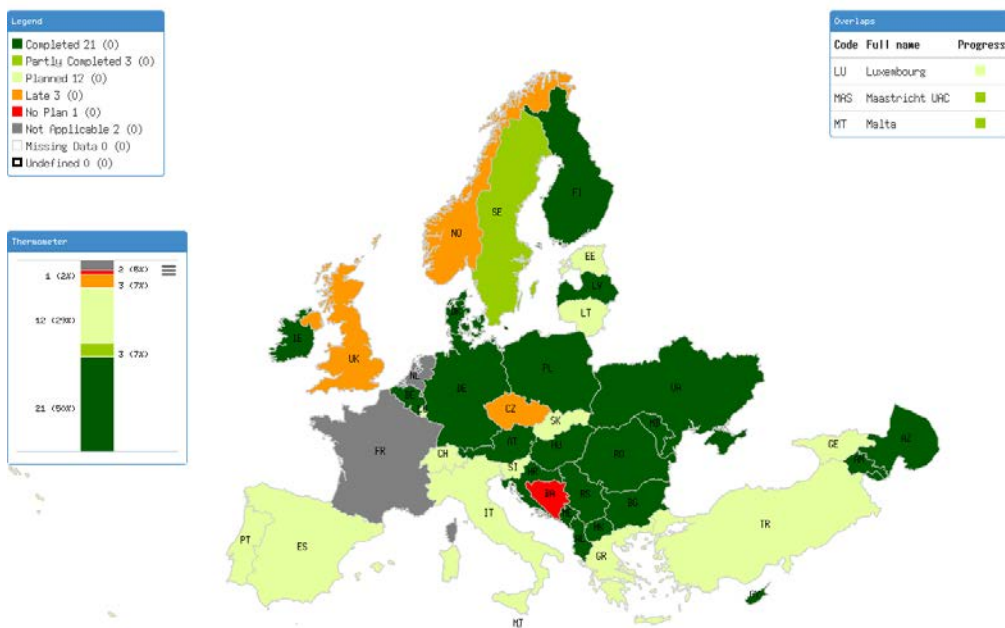 Legend
Completed 21 (0)
Partly Completed 3 (0)
Planned 12 (0)
Late 3 (0)
No Plan 1 (0)
Not Applicable 2 (0)
Missing Data 0 (0)
Undefined 0 (0)
Overlaps
Code Full name Progress
LU Luxembourg
MAS Maastricht UAC
MT Malta
Thermometer
2 (5%)
1 (2%)
3 (7%)
12 (29%)
3 (7%)
21 (50%)
FI
SE
NO
EE
LV
LT
IE
UK
NL
DE
PL
BE
UA
CZ
SK
FR
AT
HU
MD
CH
SI
RO
GE
AZ
BA
RS
IT
BG
PT
ES
MK
TR
GR
MT